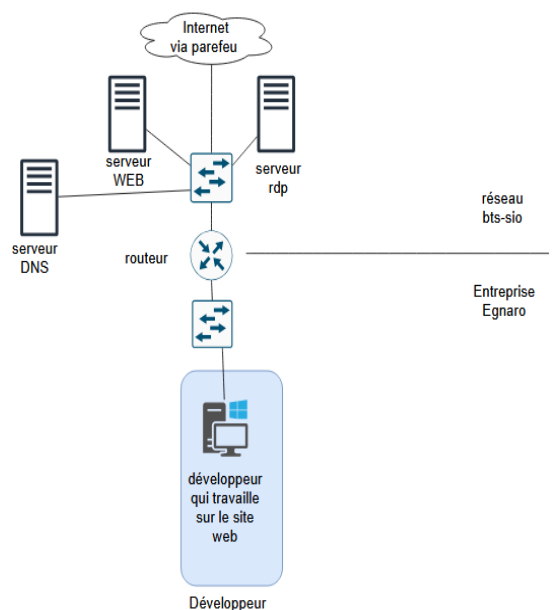 Internet
via parefeu
serveur
WEB
serveur
rdp
serveur
DNS
routeur
réseau
bts-sio
Entreprise
Egnaro
développeur
qui travaille
sur le site
web
Développeur